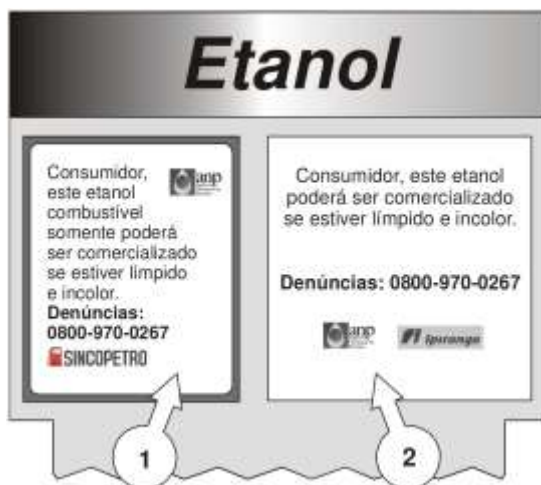 Etanol
Consumidor,
este etanol
combustível
somente poderá
ser comercializado
se estiver límpido
e incolor.
Denúncias:
0800-970-0267
SINCOPETRO
anp
Consumidor, este etanol
poderá ser comercializado
se estiver límpido e incolor.
Denúncias: 0800-970-0267
anp
Ipiranga
1
2